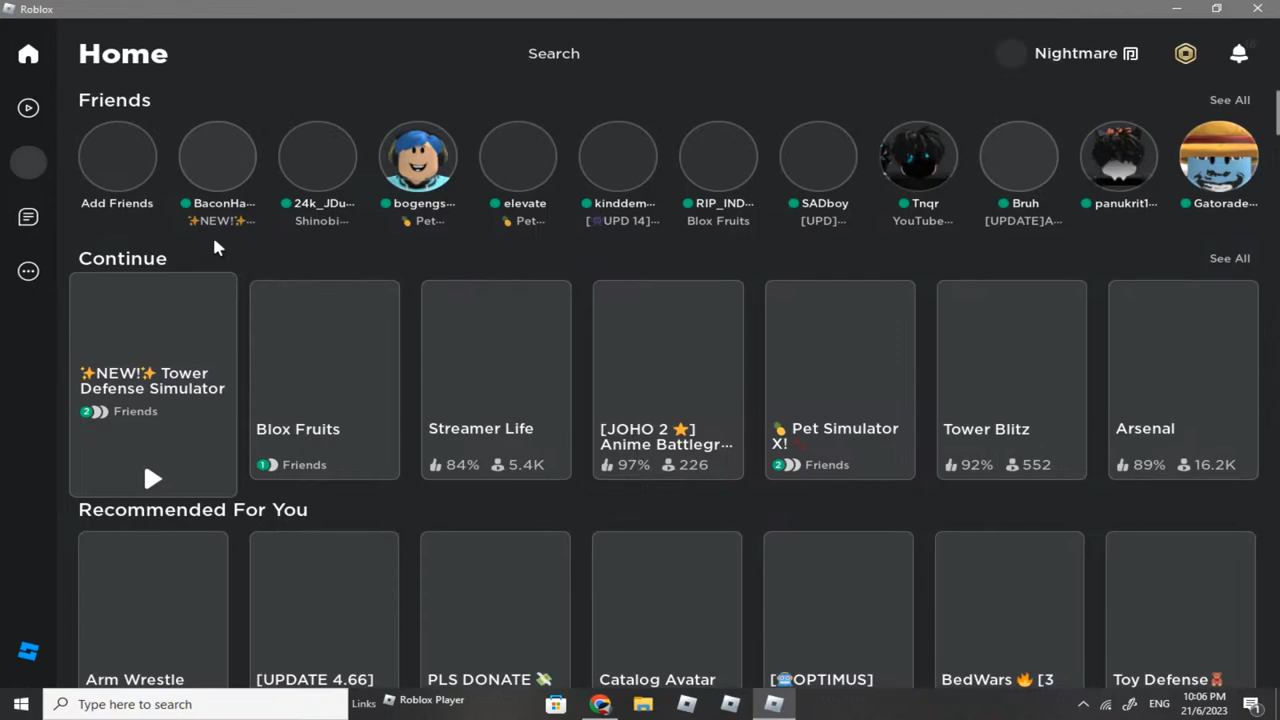 Roblox
Home
Search
Nightmare
Friends
See All
Add Friends
BaconHa...
24k_JDu...
bogengs...
elevate
kinddem...
RIP_IND...
SADboy
Tnqr
Bruh
panukrit1...
Gatorade...
✨NEW!✨...
Shinobi...
🍍 Pet...
🍍 Pet...
[UPD 14]...
Blox Fruits
[UPD]...
YouTube...
[UPDATE]A...
Continue
See All
✨NEW!✨ Tower
Defense Simulator
2 Friends
Blox Fruits
1 Friends
Streamer Life
84% 5.4K
[JOHO 2 ⭐]
Anime Battlegr...
97% 226
🍍 Pet Simulator
X!
2 Friends
Tower Blitz
92% 552
Arsenal
89% 16.2K
Recommended For You
Arm Wrestle
[UPDATE 4.66]
PLS DONATE 💸
Catalog Avatar
[🤖OPTIMUS]
BedWars 🔥 [3
Toy Defense🧸
Type here to search
Links
Roblox Player
ENG
10:06 PM
21/6/2023
1